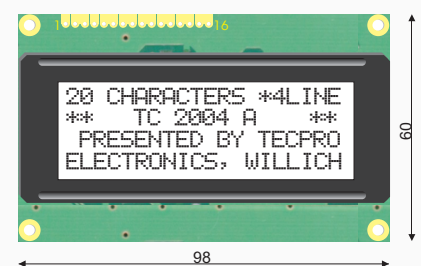 1 16
20 CHARACTERS *4LINE
** TC 2004 A **
PRESENTED BY TECPRO
ELECTRONICS, WILLICH
60
98